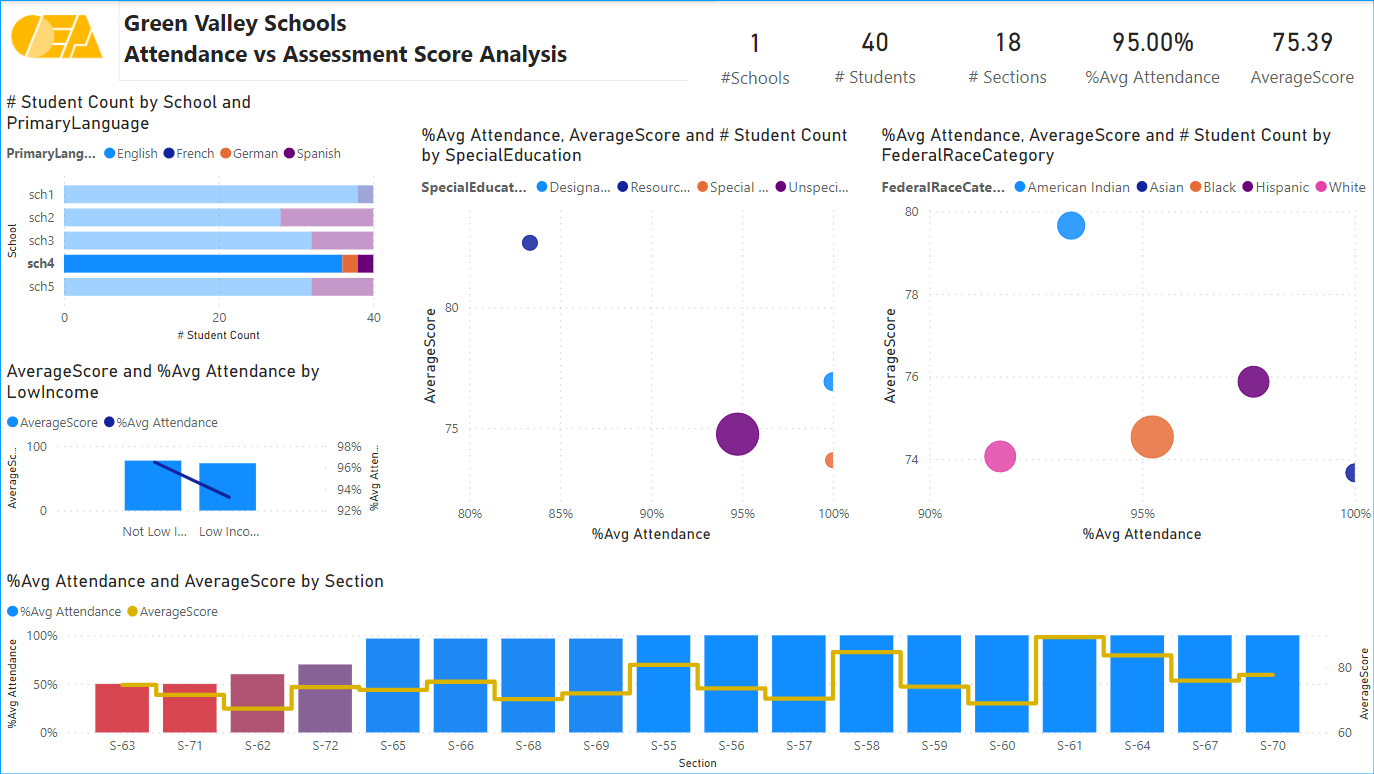 Green Valley Schools
Attendance vs Assessment Score Analysis
1
#Schools
40
# Students
18
# Sections
95.00%
%Avg Attendance
75.39
AverageScore
# Student Count by School and
PrimaryLanguage
PrimaryLang... English French German Spanish
School
sch1
sch2
sch3
sch4
sch5
0 20 40
# Student Count
%Avg Attendance, AverageScore and # Student Count
by SpecialEducation
SpecialEducat... Designa... Resourc... Special ... Unspeci...
AverageScore
80
75
80% 85% 90% 95% 100%
%Avg Attendance
%Avg Attendance, AverageScore and # Student Count by
FederalRaceCategory
FederalRaceCate... American Indian Asian Black Hispanic White
AverageScore
80
78
76
74
90% 95% 100%
%Avg Attendance
AverageScore and %Avg Attendance by
LowIncome
AverageScore %Avg Attendance
AverageSc...
100
0
98%
96%
94%
92%
%Avg Atten...
Not Low I... Low Inco...
%Avg Attendance and AverageScore by Section
%Avg Attendance AverageScore
%Avg Attendance
100%
50%
0%
80
60
AverageScore
S-63 S-71 S-62 S-72 S-65 S-66 S-68 S-69 S-55 S-56 S-57 S-58 S-59 S-60 S-61 S-64 S-67 S-70
Section